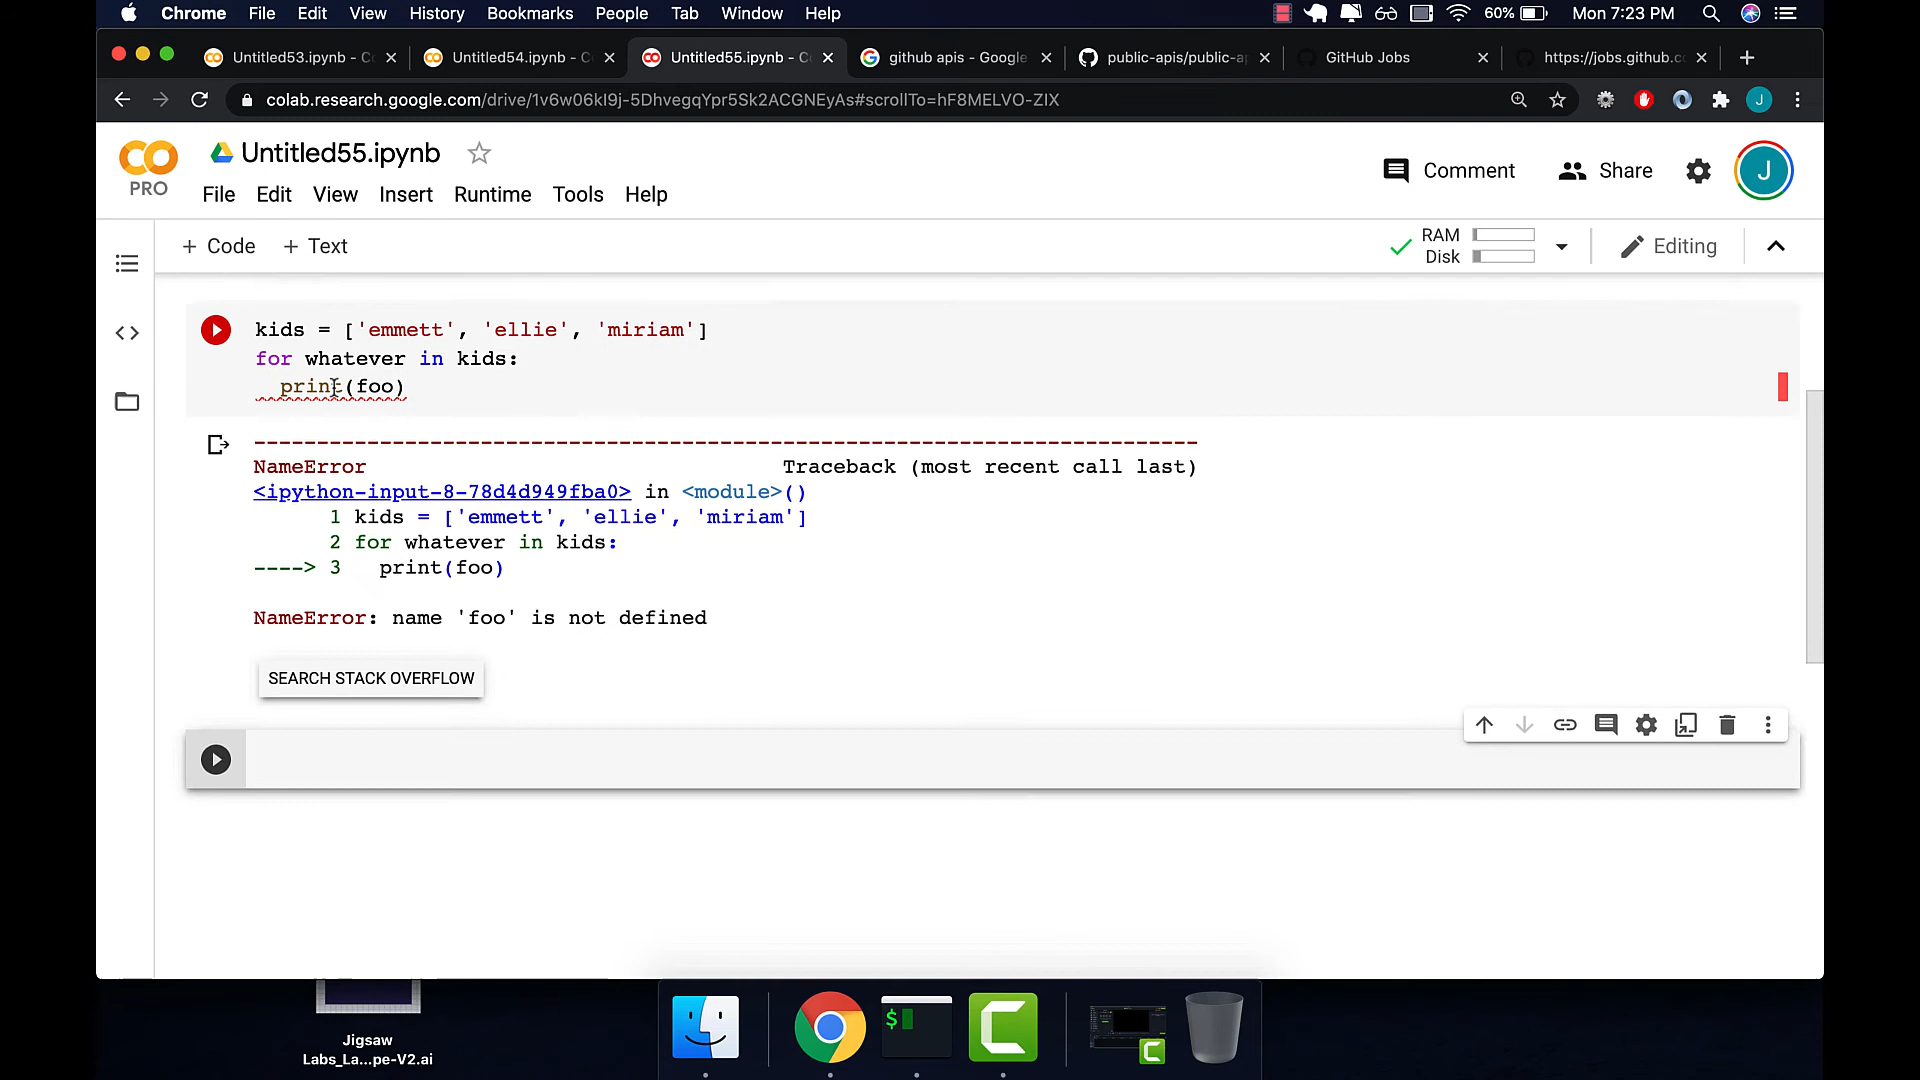 Chrome File Edit View History Bookmarks People Tab Window Help 60% Mon 7:23 PM
Untitled53.ipynb - Co Untitled54.ipynb - C Untitled55.ipynb - C github apis - Google public-apis/public-ap GitHub Jobs https://jobs.github.co
colab.research.google.com/drive/1v6w06kI9j-5DhvegqYpr5Sk2ACGNEyAs#scrollTo=hF8MELVO-ZIX J
CO Untitled55.ipynb
PRO
File Edit View Insert Runtime Tools Help
Comment Share J
+ Code + Text
RAM
Disk
Editing
kids = ['emmett', 'ellie', 'miriam']
for whatever in kids:
  print(foo)
---------------------------------------------------------------------------
NameError                                 Traceback (most recent call last)
<ipython-input-8-78d4d949fba0> in <module>()
      1 kids = ['emmett', 'ellie', 'miriam']
      2 for whatever in kids:
----> 3   print(foo)
NameError: name 'foo' is not defined
SEARCH STACK OVERFLOW
Jigsaw
Labs_La...pe-V2.ai
$